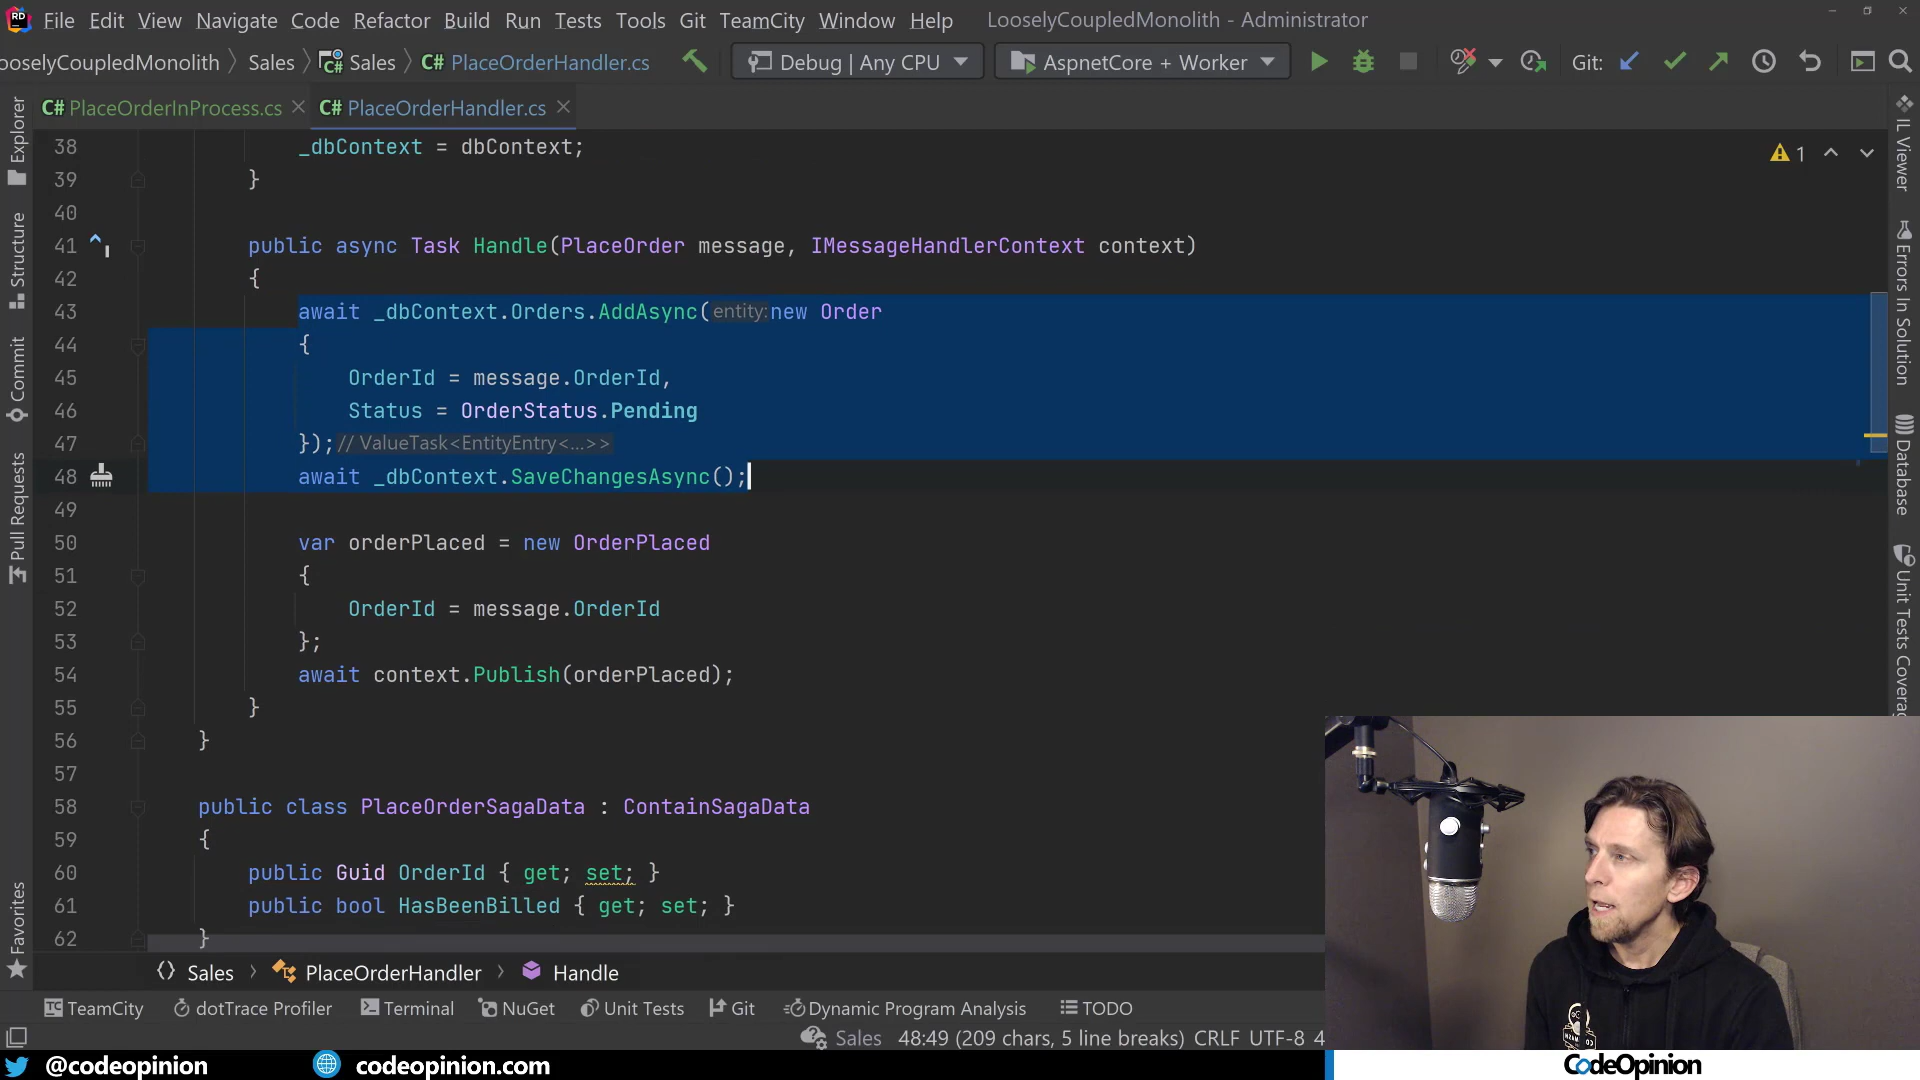 File Edit View Navigate Code Refactor Build Run Tests Tools Git TeamCity Window Help LooselyCoupledMonolith - Administrator
ooselyCoupledMonolith Sales Sales C# PlaceOrderHandler.cs Debug | Any CPU AspnetCore + Worker Git:
C# PlaceOrderInProcess.cs C# PlaceOrderHandler.cs
Explorer
Structure
Commit
Pull Requests
Favorites
38 _dbContext = dbContext;
39 }
40
41 public async Task Handle(PlaceOrder message, IMessageHandlerContext context)
42 {
43 await _dbContext.Orders.AddAsync(entity:new Order
44 {
45 OrderId = message.OrderId,
46 Status = OrderStatus.Pending
47 });// ValueTask<EntityEntry<...>>
48 await _dbContext.SaveChangesAsync();
49
50 var orderPlaced = new OrderPlaced
51 {
52 OrderId = message.OrderId
53 };
54 await context.Publish(orderPlaced);
55 }
56 }
57
58 public class PlaceOrderSagaData : ContainSagaData
59 {
60 public Guid OrderId { get; set; }
61 public bool HasBeenBilled { get; set; }
62 }
1
IL Viewer
Errors In Solution
Database
Unit Tests Coverag
Sales PlaceOrderHandler Handle
TeamCity dotTrace Profiler Terminal NuGet Unit Tests Git Dynamic Program Analysis TODO
Sales 48:49 (209 chars, 5 line breaks) CRLF UTF-8 4
@codeopinion codeopinion.com CodeOpinion